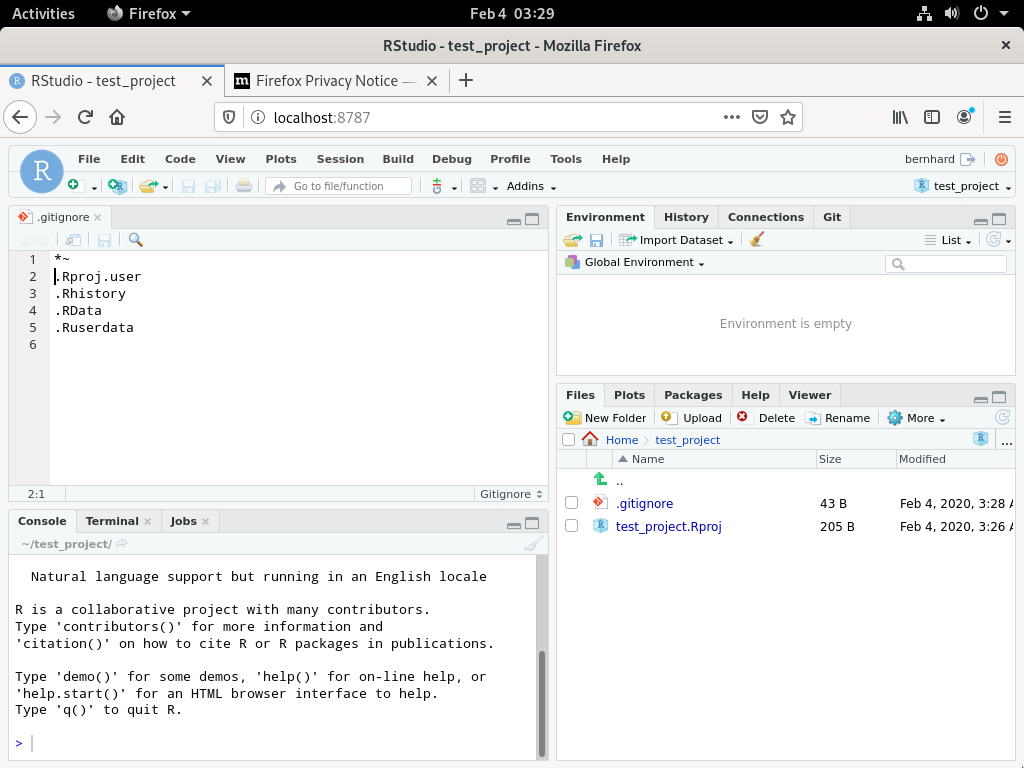 Activities Firefox Feb 4 03:29
RStudio - test_project - Mozilla Firefox
RStudio - test_project Firefox Privacy Notice —
localhost:8787
R File Edit Code View Plots Session Build Debug Profile Tools Help bernhard
Go to file/function Addins test_project
.gitignore
1 *~
2 .Rproj.user
3 .Rhistory
4 .RData
5 .Ruserdata
6
2:1 Gitignore
Console Terminal Jobs
~/test_project/
Natural language support but running in an English locale
R is a collaborative project with many contributors.
Type 'contributors()' for more information and
'citation()' on how to cite R or R packages in publications.
Type 'demo()' for some demos, 'help()' for on-line help, or
'help.start()' for an HTML browser interface to help.
Type 'q()' to quit R.
>
Environment History Connections Git
Import Dataset List
Global Environment
Environment is empty
Files Plots Packages Help Viewer
New Folder Upload Delete Rename More
Home test_project ...
Name Size Modified
..
.gitignore 43 B Feb 4, 2020, 3:28 A
test_project.Rproj 205 B Feb 4, 2020, 3:26 A